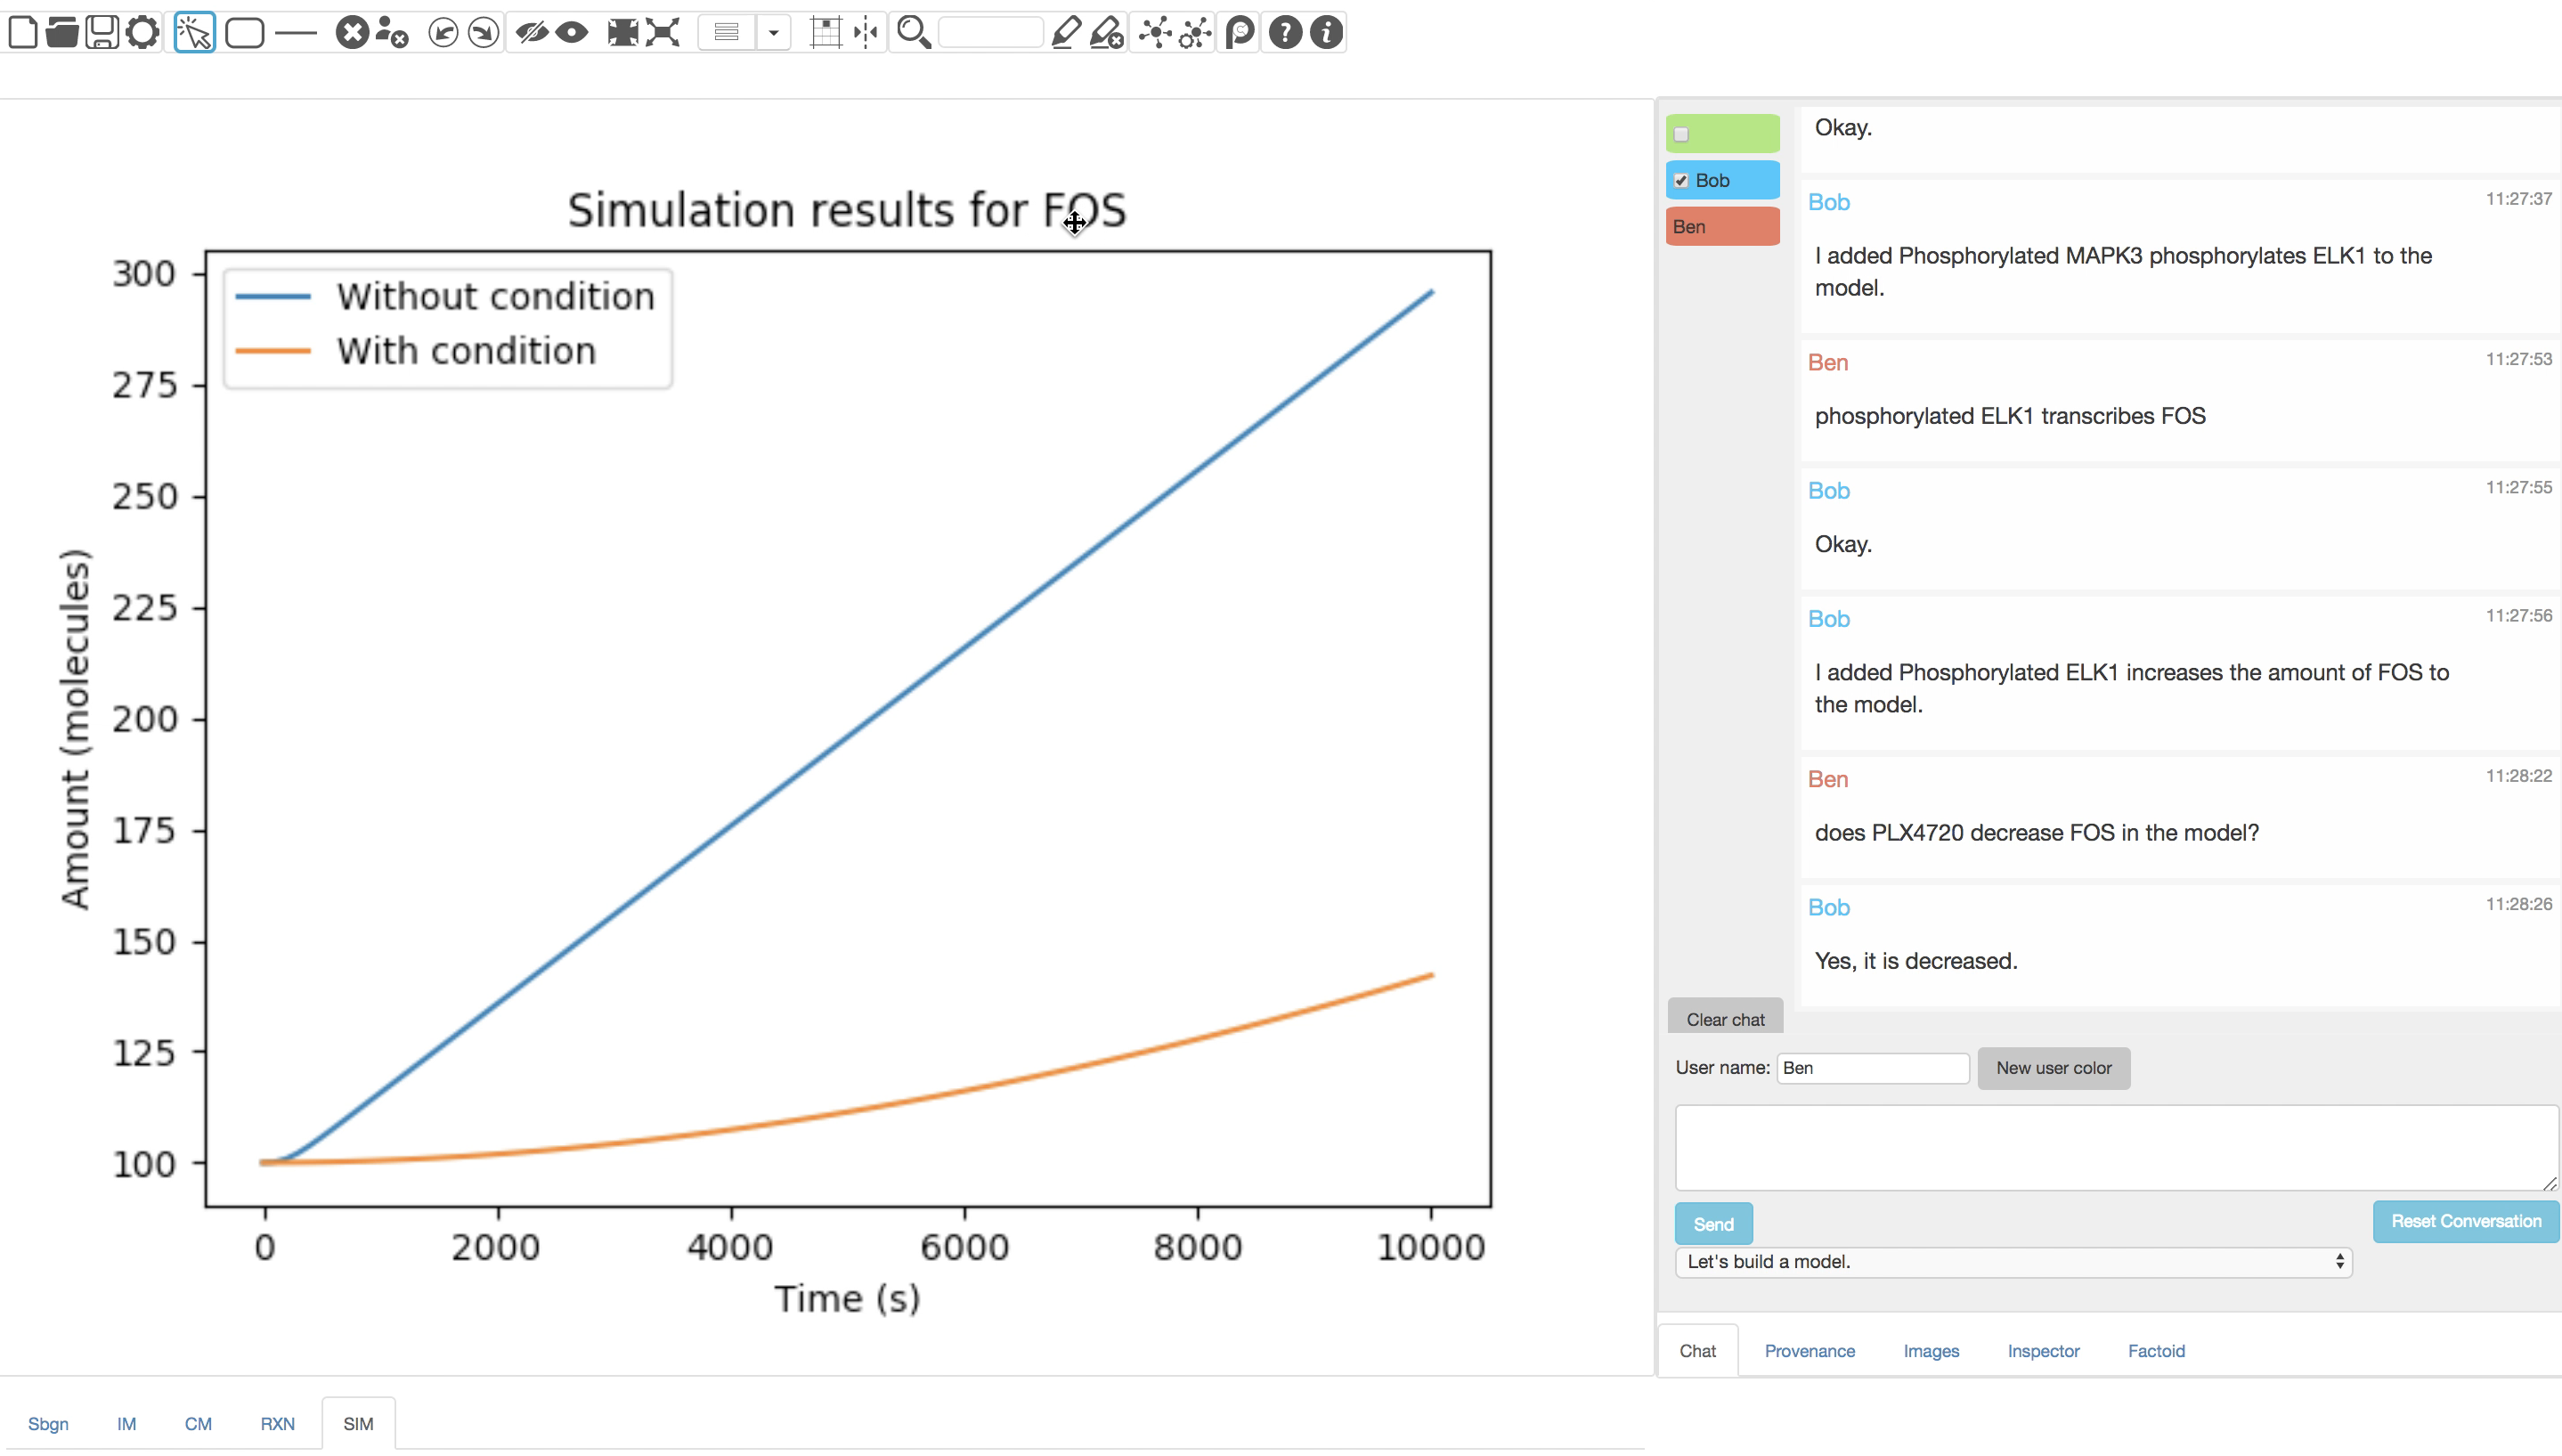 Simulation results for FOS
Without condition
With condition
300
275
250
225
200
175
150
125
100
Amount (molecules)
0 2000 4000 6000 8000 10000
Time (s)
Bob
Ben
Clear chat
Okay.
Bob 11:27:37
I added Phosphorylated MAPK3 phosphorylates ELK1 to the
model.
Ben 11:27:53
phosphorylated ELK1 transcribes FOS
Bob 11:27:55
Okay.
Bob 11:27:56
I added Phosphorylated ELK1 increases the amount of FOS to
the model.
Ben 11:28:22
does PLX4720 decrease FOS in the model?
Bob 11:28:26
Yes, it is decreased.
User name: Ben New user color
Send Reset Conversation
Let's build a model.
Chat Provenance Images Inspector Factoid
Sbgn IM CM RXN SIM